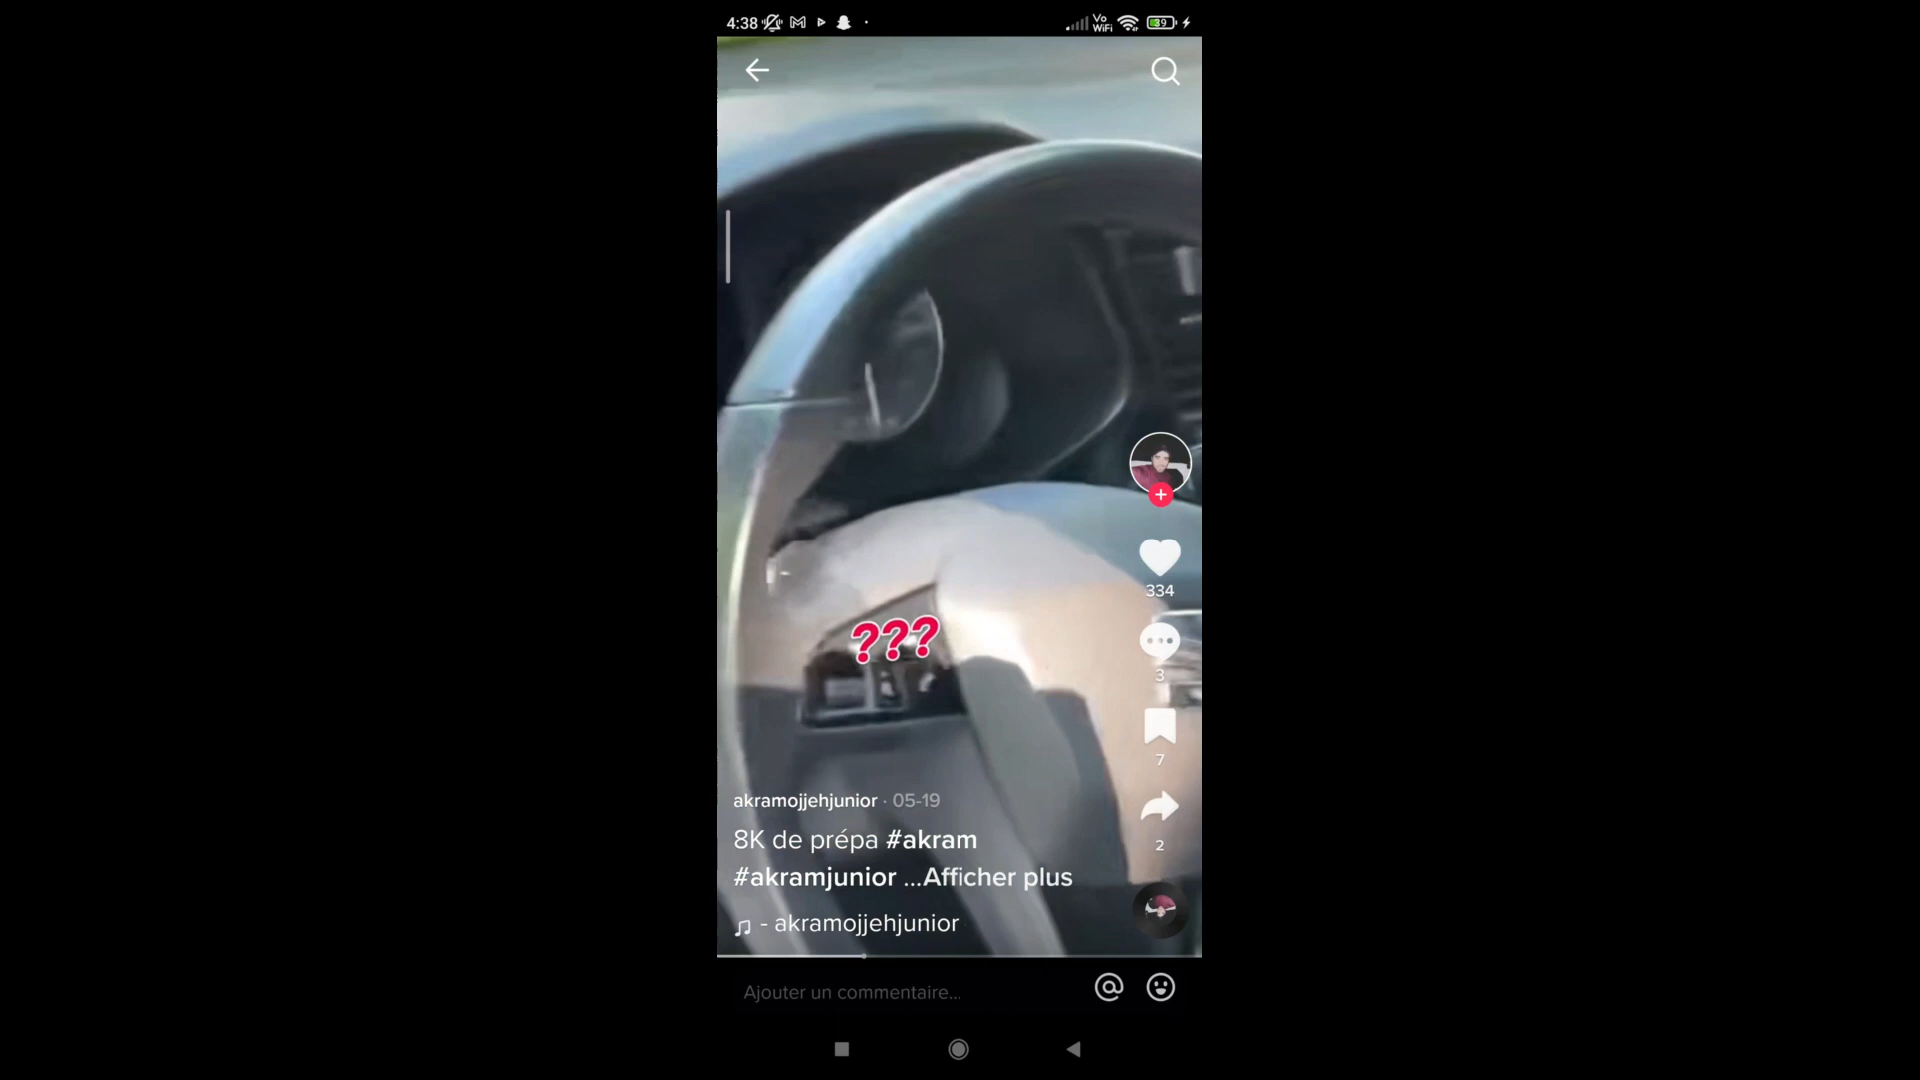 4:38
Vo
WiFi
39
334
???
3
7
akramojjehjunior · 05-19
2
8K de prépa #akram
#akramjunior ...Afficher plus
- akramojjehjunior
Ajouter un commentaire...